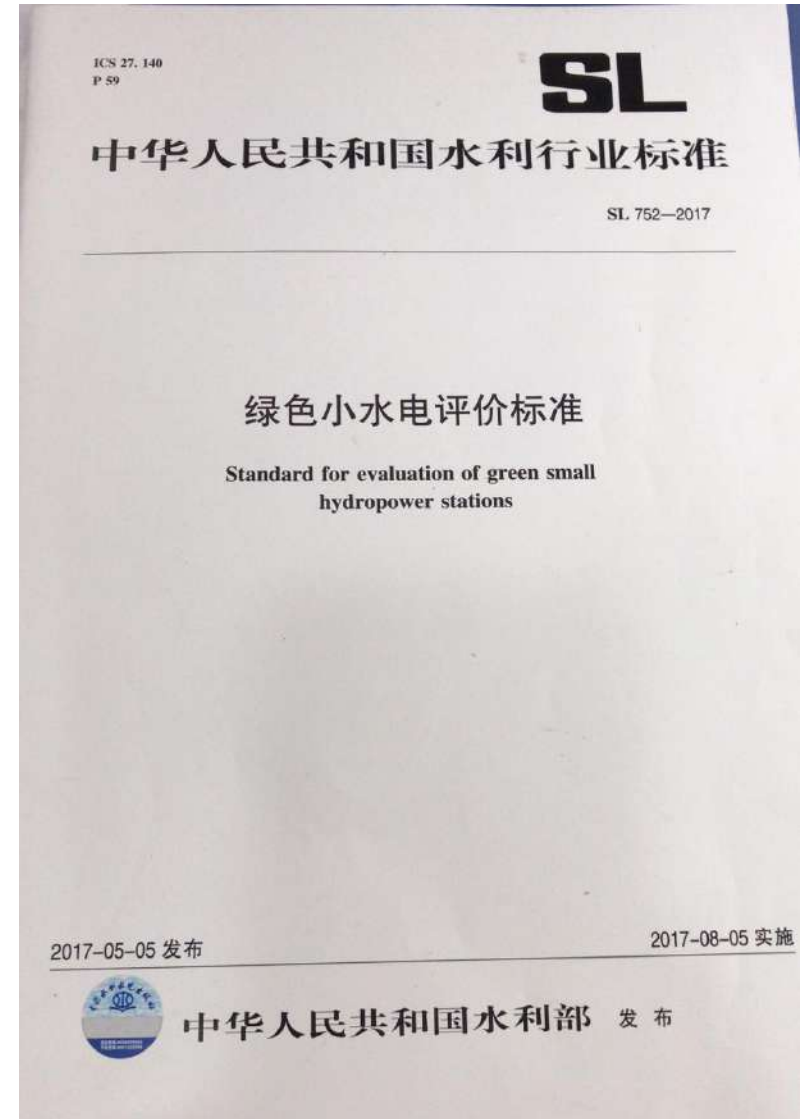 ICS 27. 140
P 59
SL
中华人民共和国水利行业标准
SL 752—2017
绿色小水电评价标准
Standard for evaluation of green small
hydropower stations
2017-05-05 发布
2017-08-05 实施
中华人民共和国水利部 发布